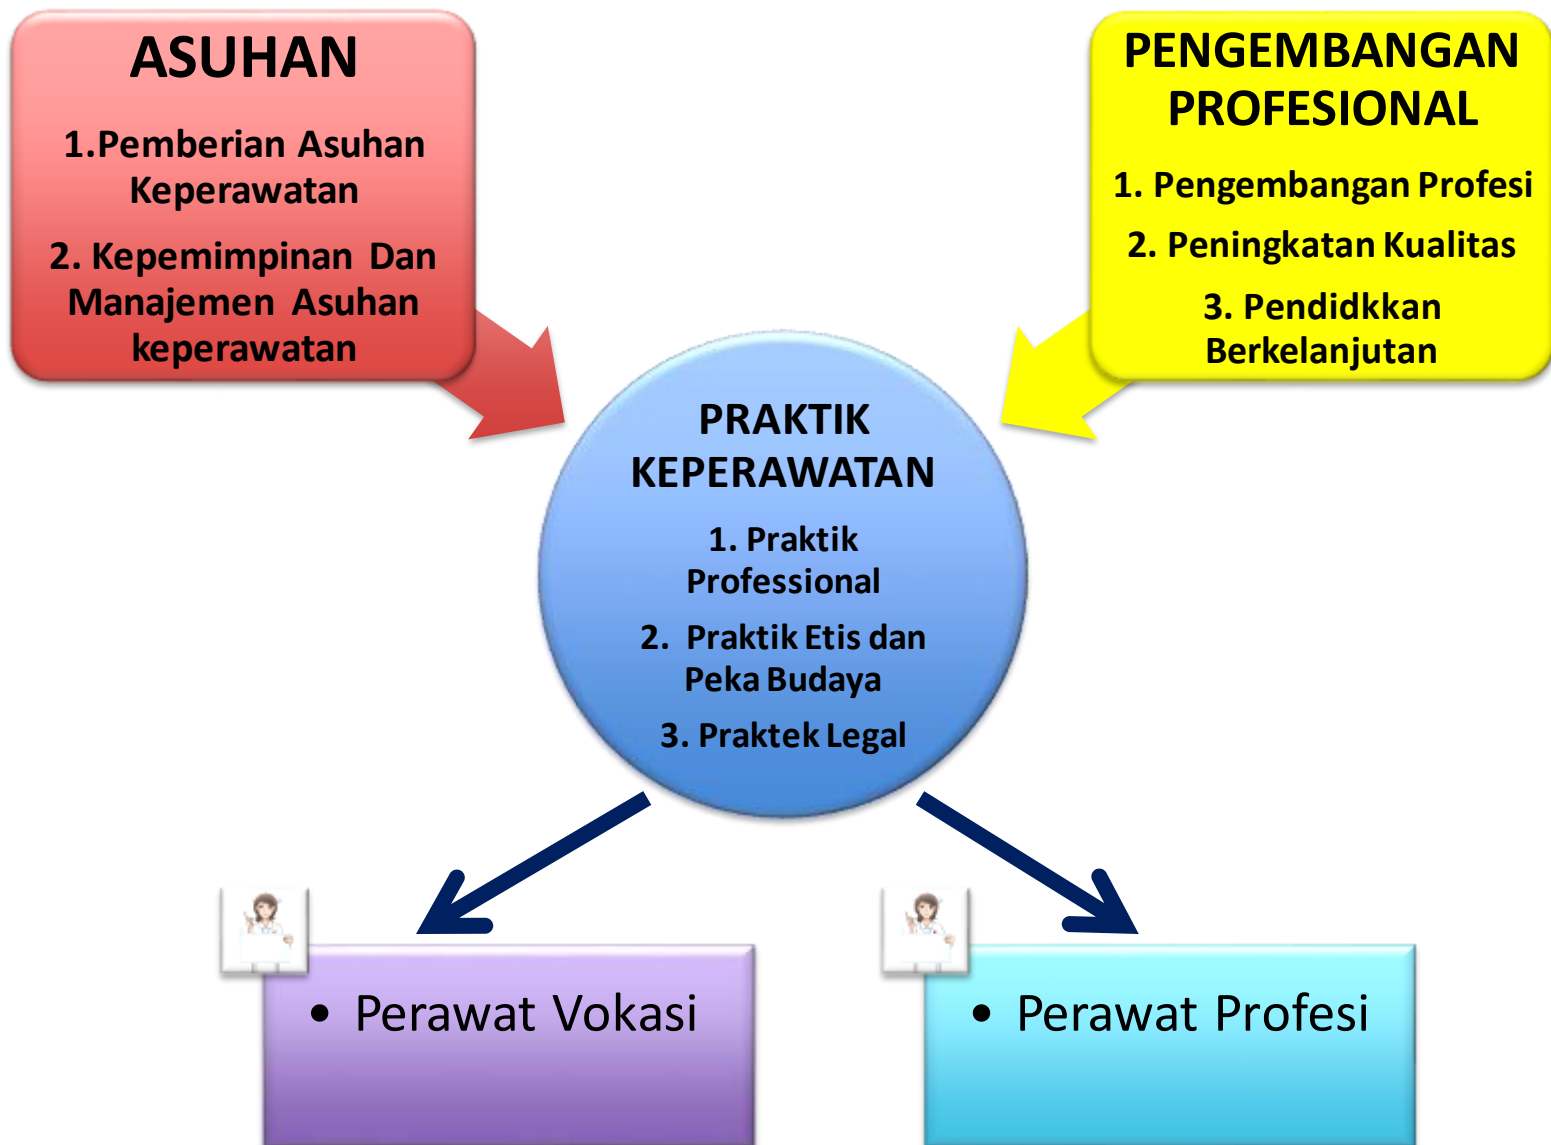 ASUHAN
1.Pemberian Asuhan
Keperawatan
2. Kepemimpinan Dan
Manajemen Asuhan
keperawatan
PENGEMBANGAN
PROFESIONAL
1. Pengembangan Profesi
2. Peningkatan Kualitas
3. Pendidkkan
Berkelanjutan
PRAKTIK
KEPERAWATAN
1. Praktik
Professional
2. Praktik Etis dan
Peka Budaya
3. Praktek Legal
• Perawat Vokasi
• Perawat Profesi